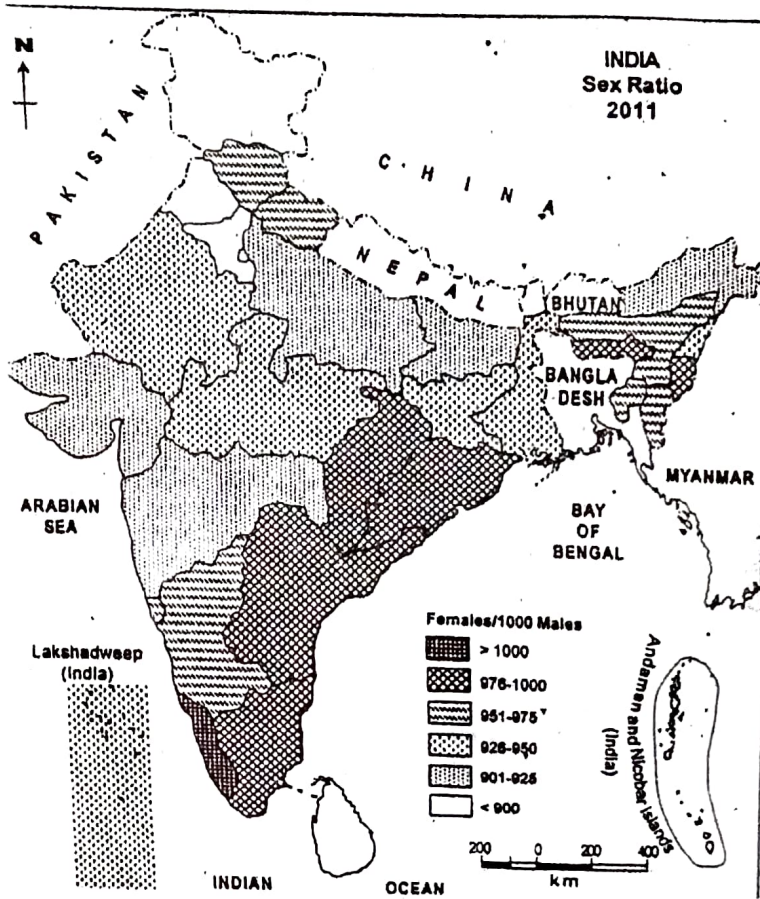 INDIA
Sex Ratio
2011
N
PAKISTAN
CHINA
NEPAL
BHUTAN
BANGLA
DESH
MYANMAR
ARABIAN
SEA
BAY
OF
BENGAL
Lakshadweep
(India)
Females/1000 Males
> 1000
976-1000
951-975
926-950
901-925
< 900
Andaman and Nicobar Islands
(India)
200 0 200 400
km
INDIAN
OCEAN